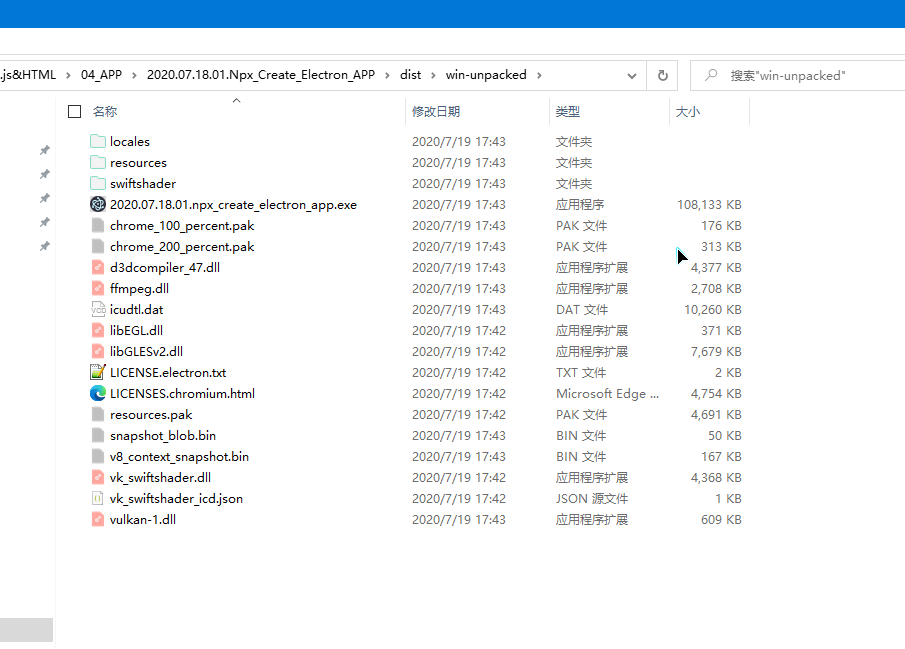 .js&HTML > 04_APP > 2020.07.18.01.Npx_Create_Electron_APP > dist > win-unpacked >
搜索"win-unpacked"
名称 修改日期 类型 大小
locales 2020/7/19 17:43 文件夹
resources 2020/7/19 17:43 文件夹
swiftshader 2020/7/19 17:43 文件夹
2020.07.18.01.npx_create_electron_app.exe 2020/7/19 17:43 应用程序 108,133 KB
chrome_100_percent.pak 2020/7/19 17:43 PAK 文件 176 KB
chrome_200_percent.pak 2020/7/19 17:43 PAK 文件 313 KB
d3dcompiler_47.dll 2020/7/19 17:43 应用程序扩展 4,377 KB
ffmpeg.dll 2020/7/19 17:43 应用程序扩展 2,708 KB
icudtl.dat 2020/7/19 17:43 DAT 文件 10,260 KB
libEGL.dll 2020/7/19 17:42 应用程序扩展 371 KB
libGLESv2.dll 2020/7/19 17:42 应用程序扩展 7,679 KB
LICENSE.electron.txt 2020/7/19 17:42 TXT 文件 2 KB
LICENSES.chromium.html 2020/7/19 17:42 Microsoft Edge ... 4,754 KB
resources.pak 2020/7/19 17:42 PAK 文件 4,691 KB
snapshot_blob.bin 2020/7/19 17:43 BIN 文件 50 KB
v8_context_snapshot.bin 2020/7/19 17:42 BIN 文件 167 KB
vk_swiftshader.dll 2020/7/19 17:42 应用程序扩展 4,368 KB
vk_swiftshader_icd.json 2020/7/19 17:42 JSON 源文件 1 KB
vulkan-1.dll 2020/7/19 17:43 应用程序扩展 609 KB